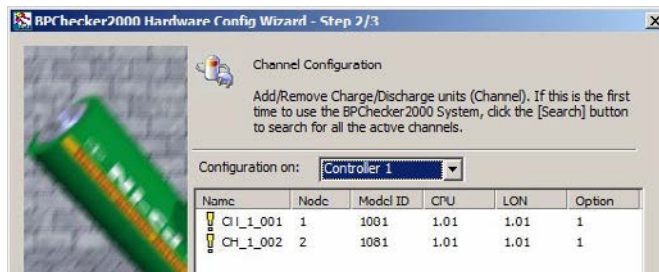 BPChecker2000 Hardware Config Wizard - Step 2/3
Channel Configuration
Add/Remove Charge/Discharge units (Channel). If this is the first
time to use the BPChecker2000 System, click the [Search] button
to search for all the active channels.
Configuration on: Controller 1
Name Node Model ID CPU LON Option
CH_1_001 1 1081 1.01 1.01 1
CH_1_002 2 1081 1.01 1.01 1